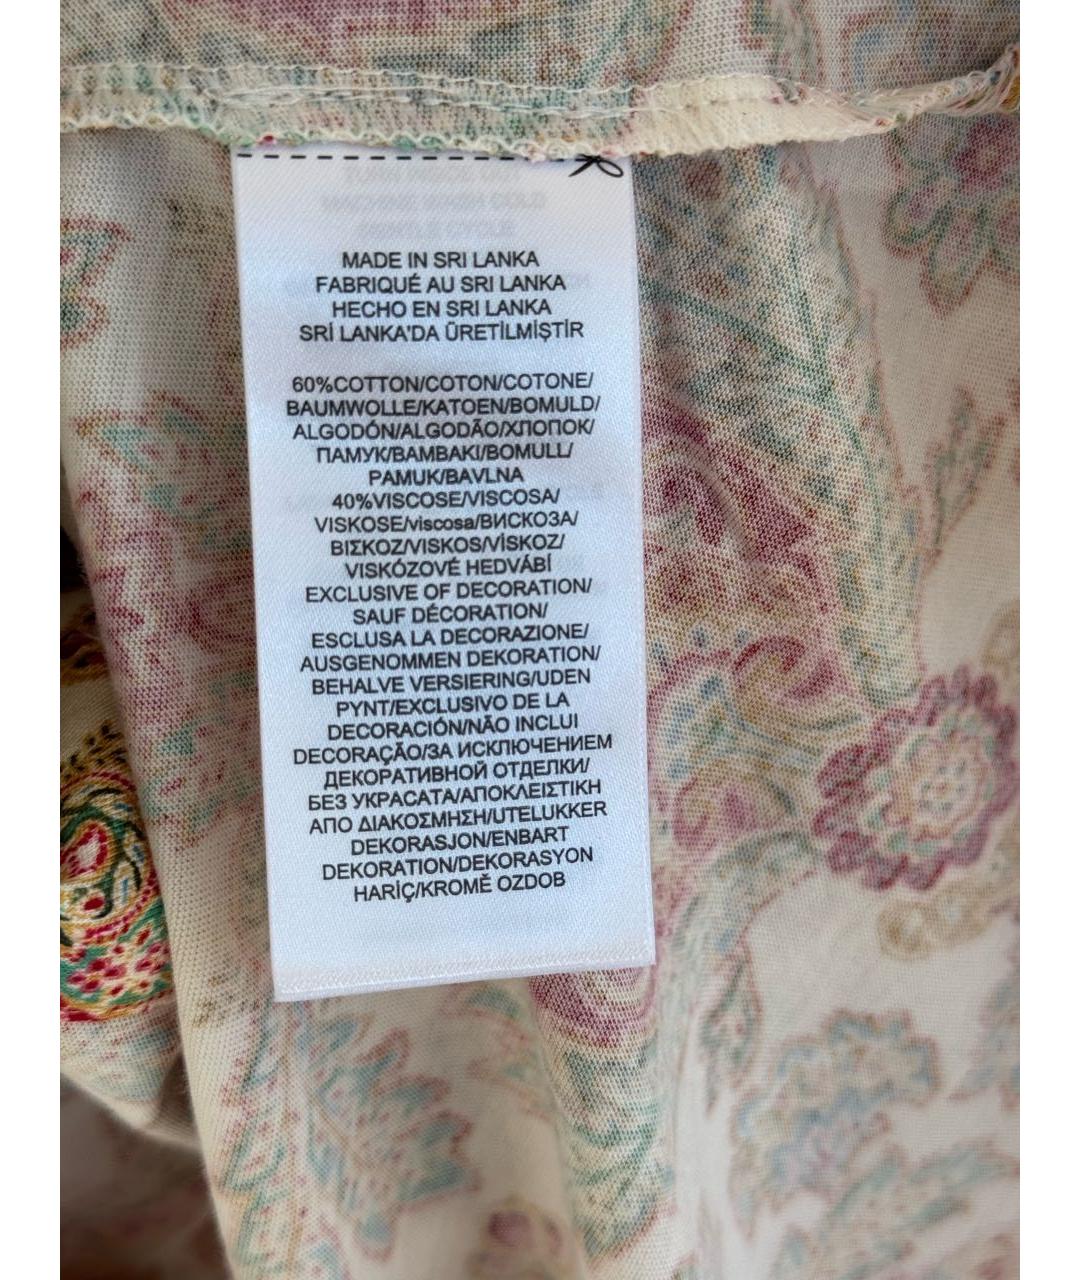 MADE IN SRI LANKA
FABRIQUÉ AU SRI LANKA
HECHO EN SRI LANKA
SRİ LANKA'DA ÜRETİLMİŞTİR
60%COTTON/COTON/COTONE/
BAUMWOLLE/KATOEN/BOMULD/
ALGODÓN/ALGODÃO/ХЛОПОК/
ПАМУК/ΒΑΜΒΑΚΙ/BOMULL/
PAMUK/BAVLNA
40%VISCOSE/VISCOSA/
VISKOSE/viscosa/ВИСКОЗА/
ΒΙΣΚΟΖ/VISKOS/VİSKOZ/
VISKÓZOVÉ HEDVÁBÍ
EXCLUSIVE OF DECORATION/
SAUF DÉCORATION/
ESCLUSA LA DECORAZIONE/
AUSGENOMMEN DEKORATION/
BEHALVE VERSIERING/UDEN
PYNT/EXCLUSIVO DE LA
DECORACIÓN/NÃO INCLUI
DECORAÇÃO/ЗА ИСКЛЮЧЕНИЕМ
ДЕКОРАТИВНОЙ ОТДЕЛКИ/
БЕЗ УКРАСАТА/ΑΠΟΚΛΕΙΣΤΙΚΗ
ΑΠΟ ΔΙΑΚΟΣΜΗΣΗ/UTELUKKER
DEKORASJON/ENBART
DEKORATION/DEKORASYON
HARİÇ/KROMĚ OZDOB